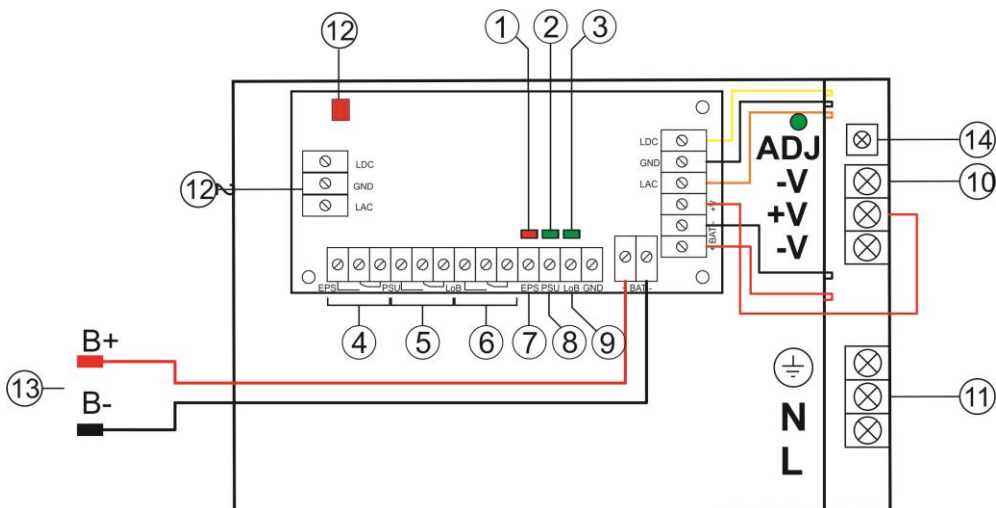 12 1 2 3
LDC
GND
LAC
12
LDC
GND
LAC
+V
+ BAT -
ADJ
-V
+V
-V
14
10
EPS PSU LoB EPS PSU LoB GND + BAT -
4 5 6 7 8 9
B+
13
B-
N
L
11